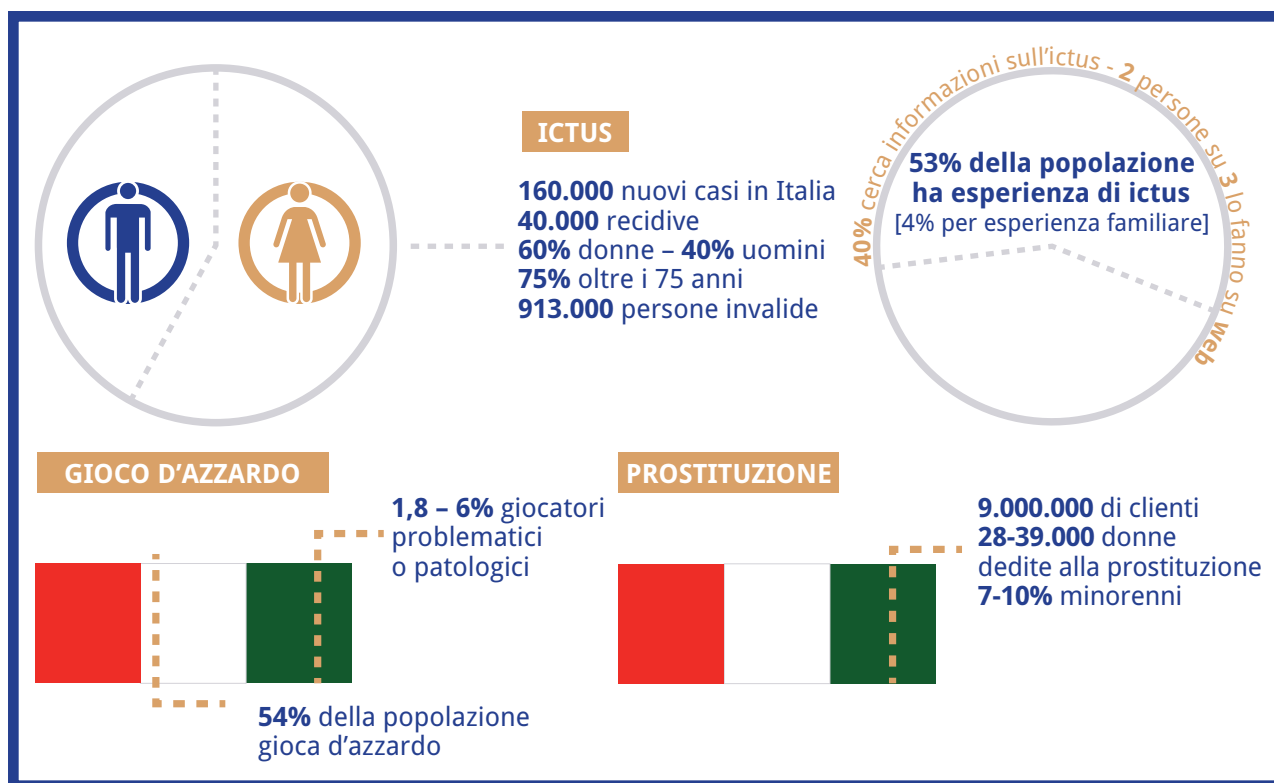 ICTUS
160.000 nuovi casi in Italia
40.000 recidive
60% donne – 40% uomini
75% oltre i 75 anni
913.000 persone invalide
40% cerca informazioni sull'ictus - 2 persone su 3 lo fanno su web
53% della popolazione
ha esperienza di ictus
[4% per esperienza familiare]
GIOCO D'AZZARDO
1,8 – 6% giocatori
problematici
o patologici
54% della popolazione
gioca d'azzardo
PROSTITUZIONE
9.000.000 di clienti
28-39.000 donne
dedite alla prostituzione
7-10% minorenni